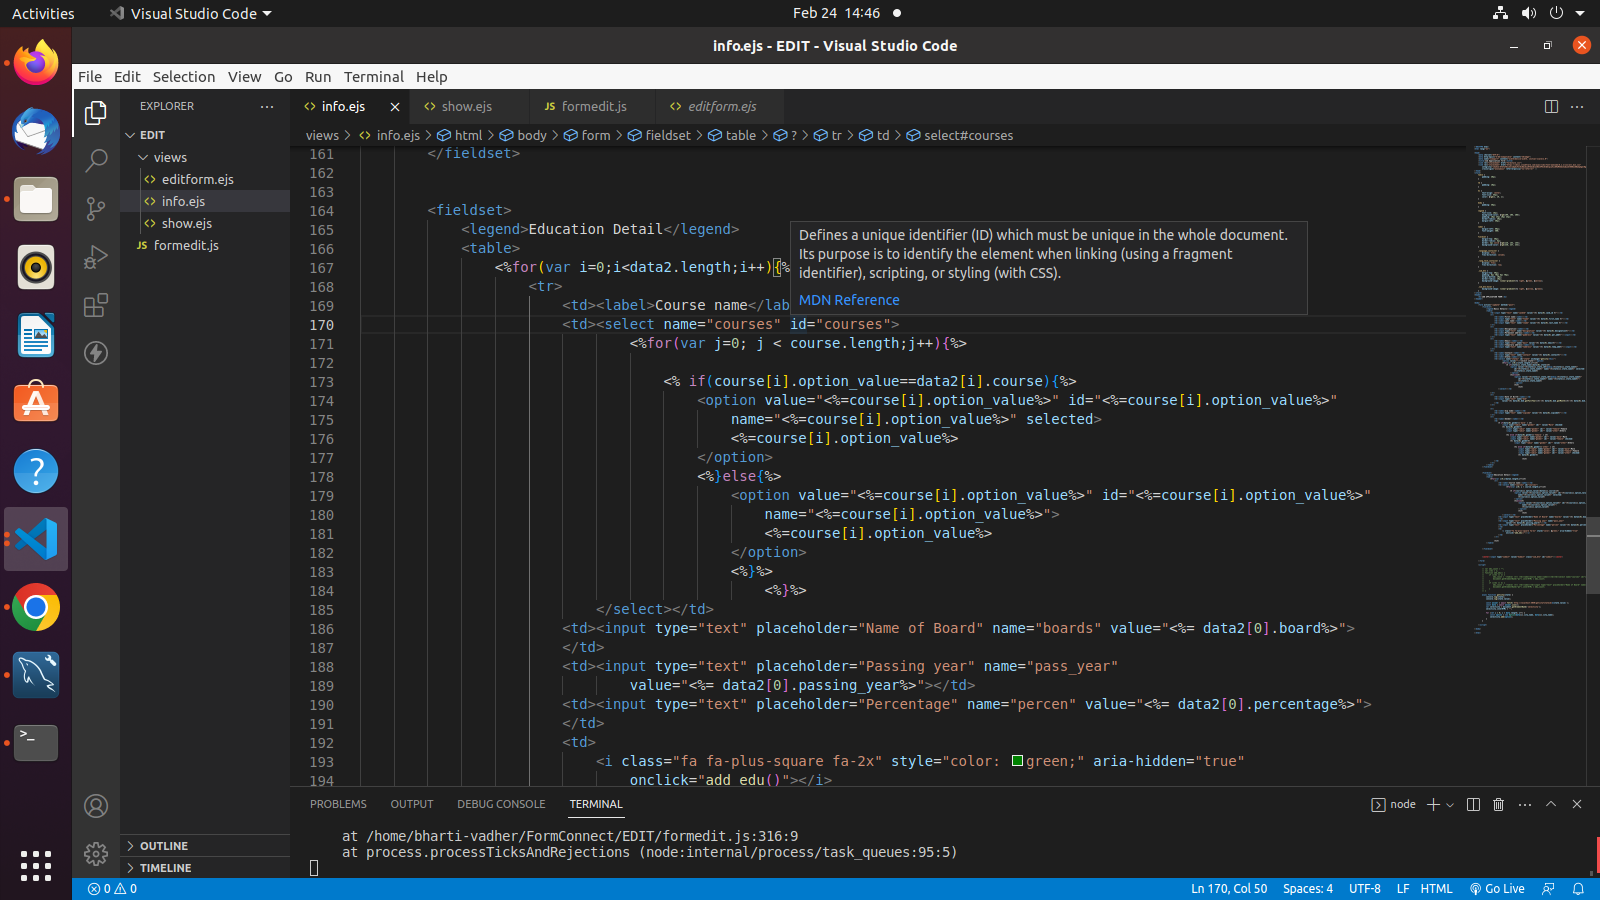 Activities
Visual Studio Code
Feb 24 14:46
info.ejs - EDIT - Visual Studio Code
File Edit Selection View Go Run Terminal Help
EXPLORER
EDIT
views
editform.ejs
info.ejs
show.ejs
formedit.js
info.ejs
show.ejs
JS formedit.js
editform.ejs
views > info.ejs > html > body > form > fieldset > table > ? > tr > td > select#courses
161 </fieldset>
162
163
164 <fieldset>
165 <legend>Education Detail</legend>
166 <table>
167 <%for(var i=0;i<data2.length;i++){%
168 <tr>
169 <td><label>Course name</lab
170 <td><select name="courses" id="courses">
171 <%for(var j=0; j < course.length;j++){%>
172
173 <% if(course[i].option_value==data2[i].course){%>
174 <option value="<%=course[i].option_value%>" id="<%=course[i].option_value%>"
175 name="<%=course[i].option_value%>" selected>
176 <%=course[i].option_value%>
177 </option>
178 <%}else{%>
179 <option value="<%=course[i].option_value%>" id="<%=course[i].option_value%>"
180 name="<%=course[i].option_value%>">
181 <%=course[i].option_value%>
182 </option>
183 <%}%>
184 <%}%>
185 </select></td>
186 <td><input type="text" placeholder="Name of Board" name="boards" value="<%= data2[0].board%>">
187 </td>
188 <td><input type="text" placeholder="Passing year" name="pass_year"
189 value="<%= data2[0].passing_year%>"></td>
190 <td><input type="text" placeholder="Percentage" name="percen" value="<%= data2[0].percentage%>">
191 </td>
192 <td>
193 <i class="fa fa-plus-square fa-2x" style="color: green;" aria-hidden="true"
194 onclick="add_edu()"></i>
Defines a unique identifier (ID) which must be unique in the whole document.
Its purpose is to identify the element when linking (using a fragment
identifier), scripting, or styling (with CSS).
MDN Reference
PROBLEMS OUTPUT DEBUG CONSOLE TERMINAL
node
at /home/bharti-vadher/FormConnect/EDIT/formedit.js:316:9
at process.processTicksAndRejections (node:internal/process/task_queues:95:5)
OUTLINE
TIMELINE
0 0
Ln 170, Col 50 Spaces: 4 UTF-8 LF HTML Go Live